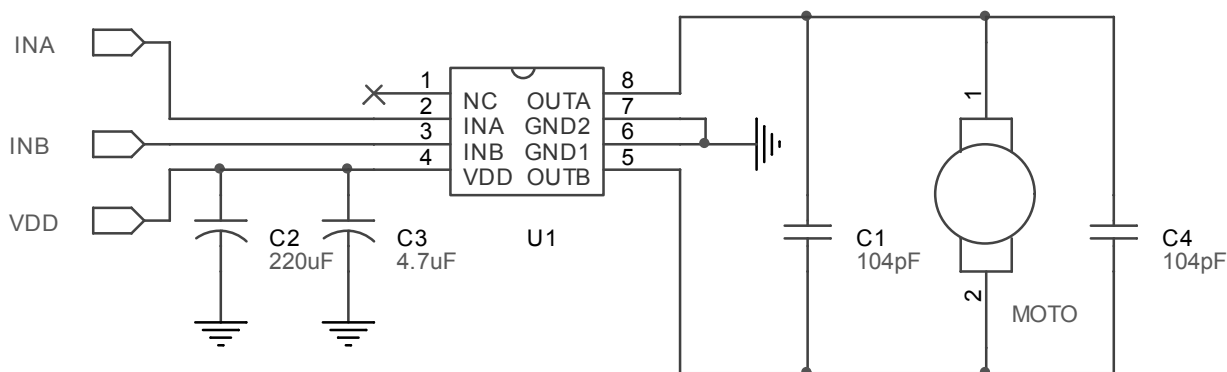 INA
INB
VDD
1
2
3
4
NC OUTA
INA GND2
INB GND1
VDD OUTB
8
7
6
5
U1
C2
220uF
C3
4.7uF
C1
104pF
1
2
MOTO
C4
104pF